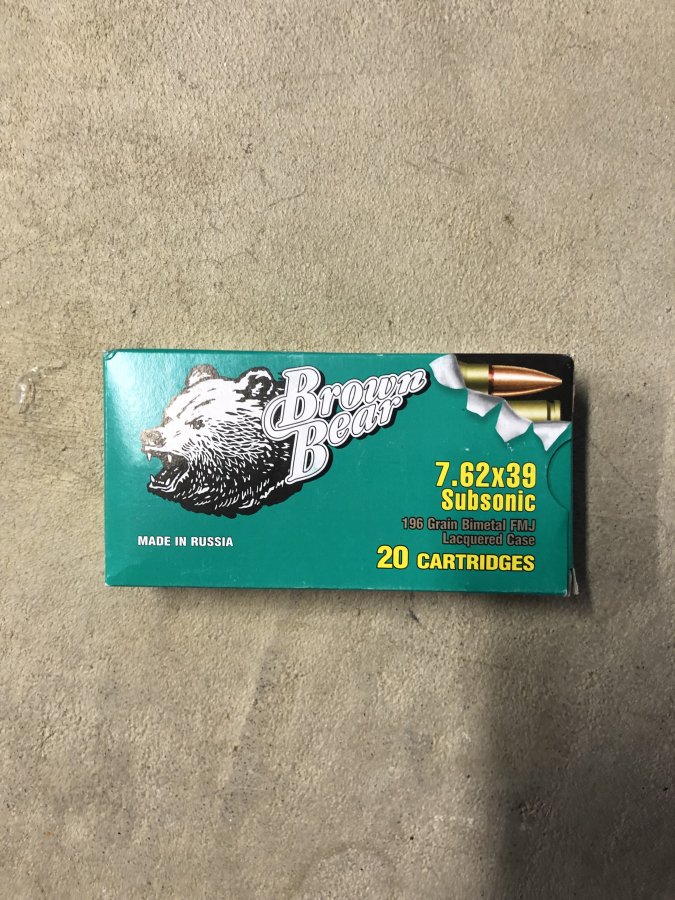 Brown
Bear
7.62x39
Subsonic
196 Grain Bimetal FMJ
Lacquered Case
20 CARTRIDGES
MADE IN RUSSIA